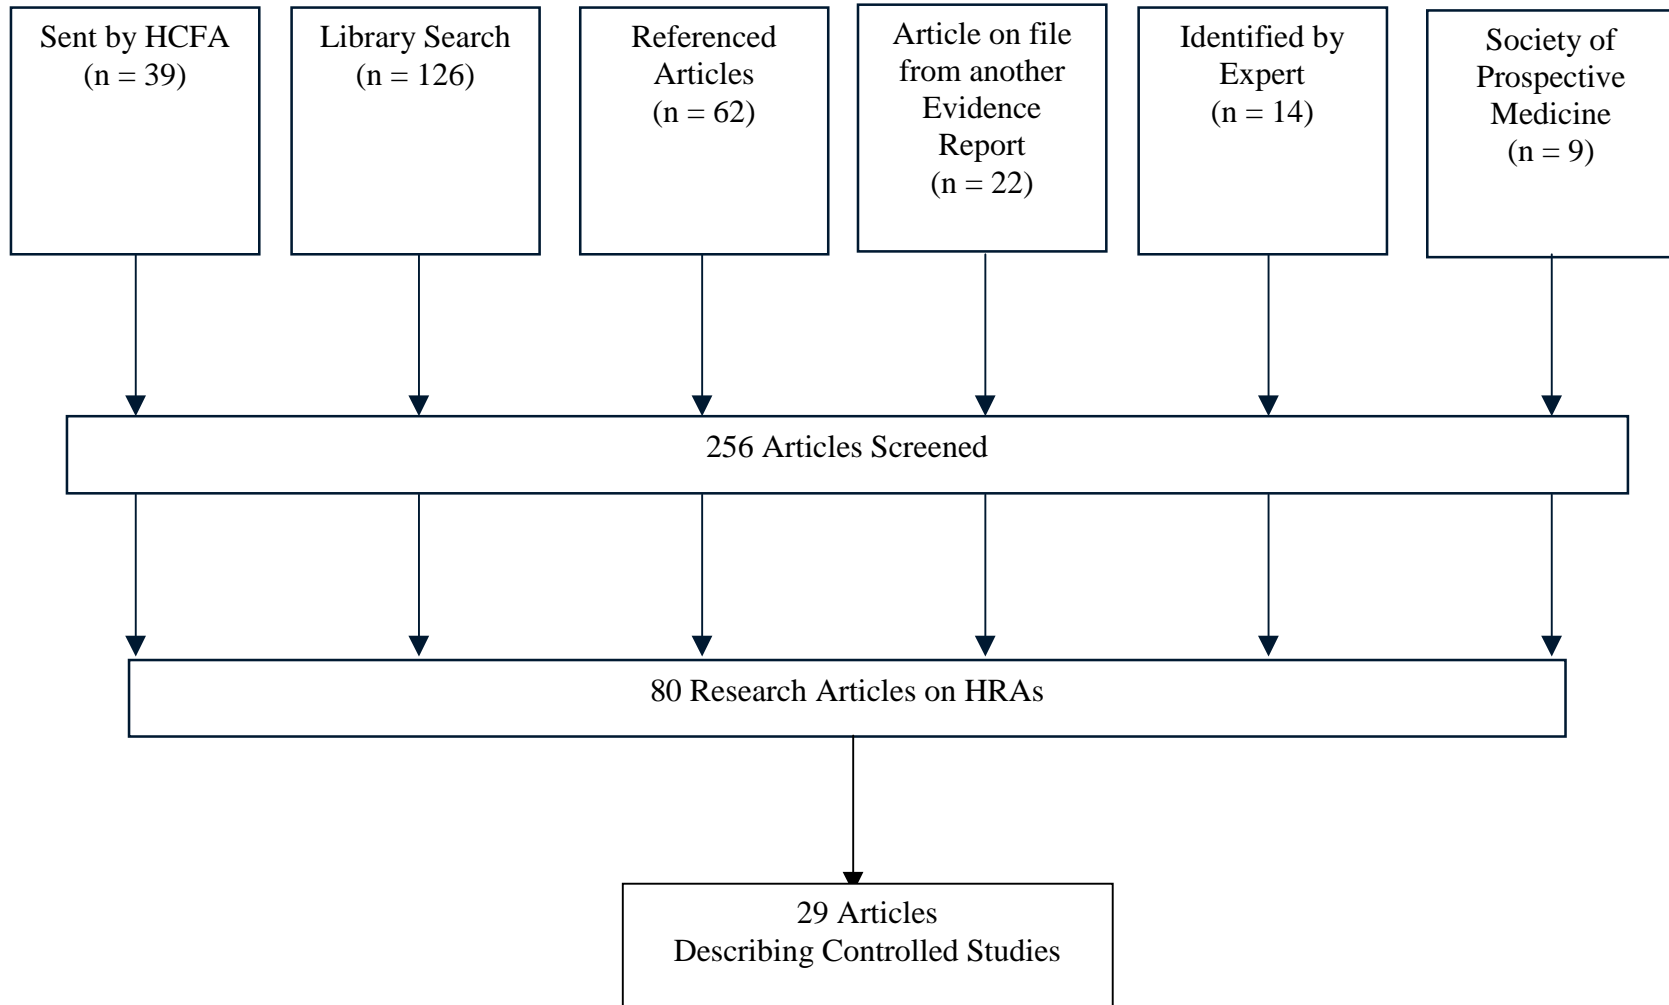 Sent by HCFA
(n = 39)
Library Search
(n = 126)
Referenced
Articles
(n = 62)
Article on file
from another
Evidence
Report
(n = 22)
Identified by
Expert
(n = 14)
Society of
Prospective
Medicine
(n = 9)
256 Articles Screened
80 Research Articles on HRAs
29 Articles
Describing Controlled Studies